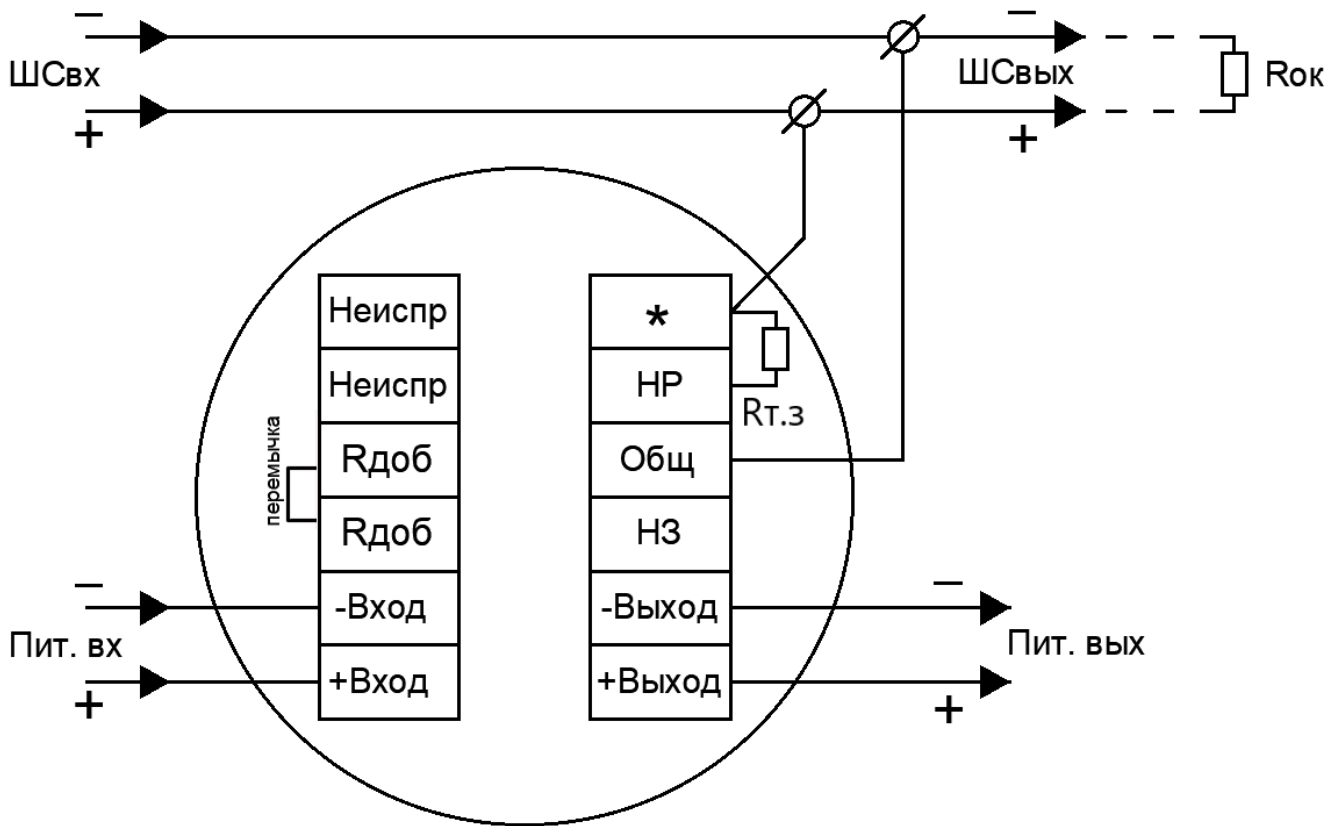 − −
ШСвх ШСвых Rок
+ +
Неиспр *
Неиспр НР
Rт.з
перемычка
Rдоб Общ
Rдоб НЗ
− −
-Вход -Выход
Пит. вх Пит. вых
+Вход +Выход
+ +